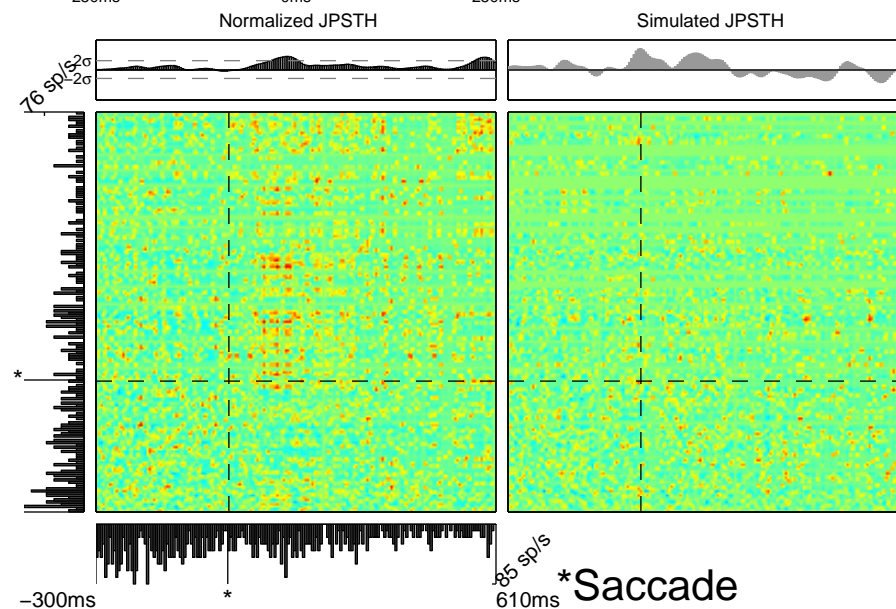 Normalized JPSTH
Simulated JPSTH
2σ
−2σ
76 sp/s
*
85 sp/s
*Saccade
−300ms
*
610ms